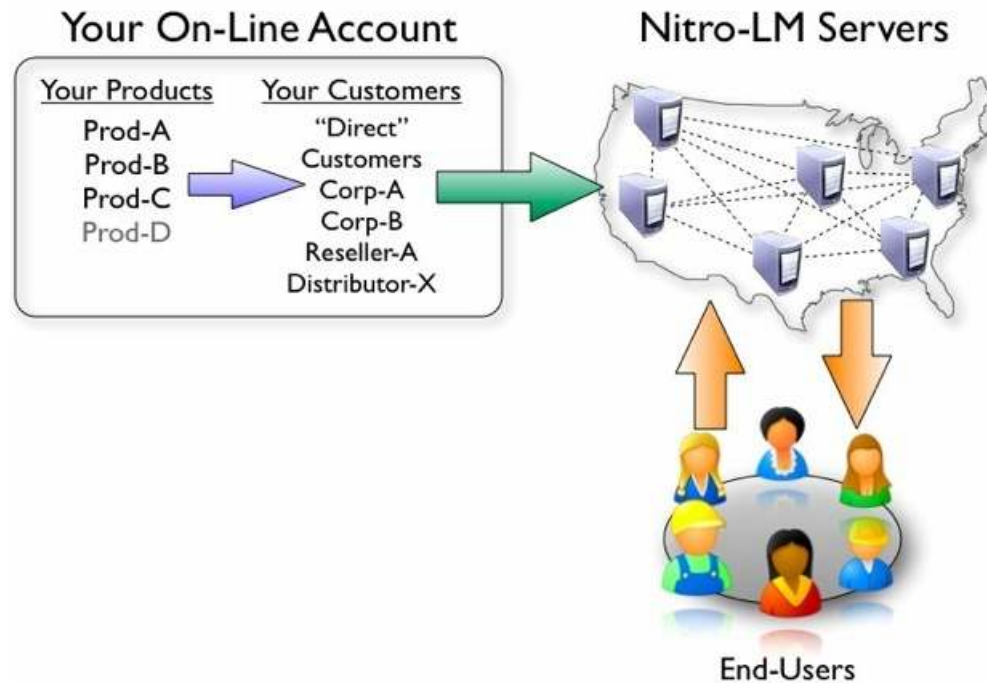 Your On-Line Account
Nitro-LM Servers
Your Products
Prod-A
Prod-B
Prod-C
Prod-D
Your Customers
“Direct”
Customers
Corp-A
Corp-B
Reseller-A
Distributor-X
End-Users